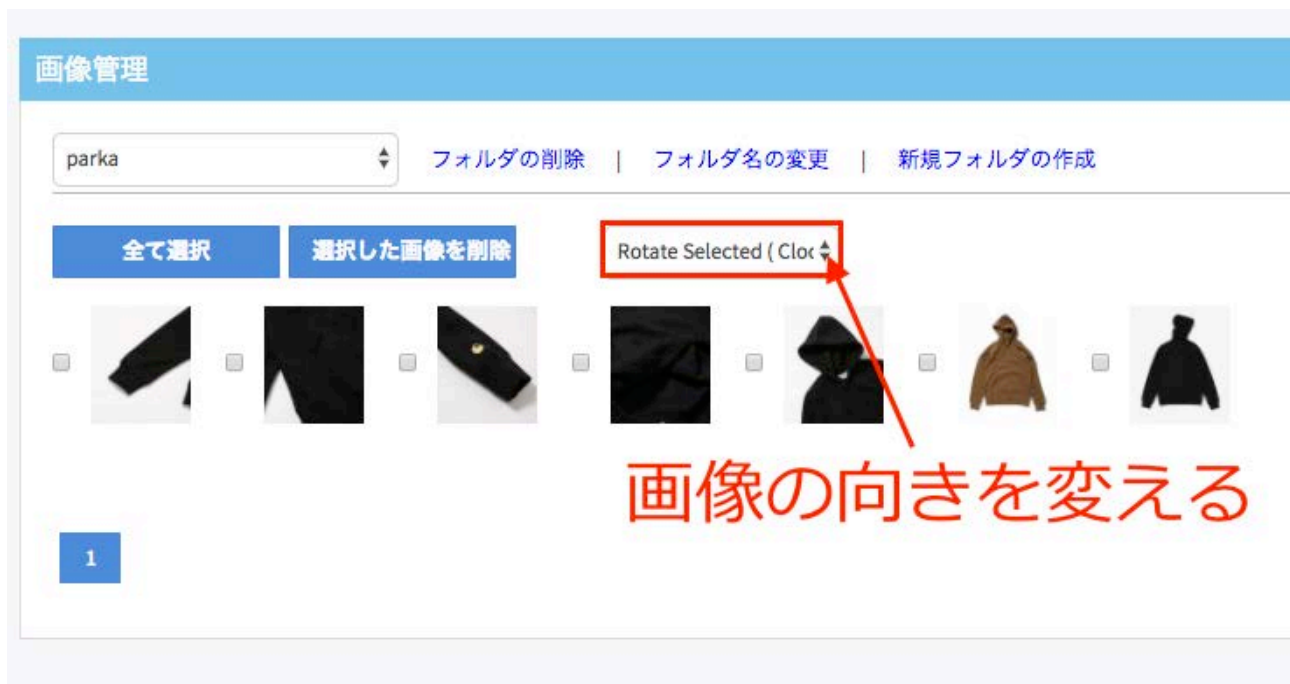 画像管理
parka フォルダの削除 | フォルダ名の変更 | 新規フォルダの作成
全て選択 選択した画像を削除 Rotate Selected ( Cloc
画像の向きを変える
1